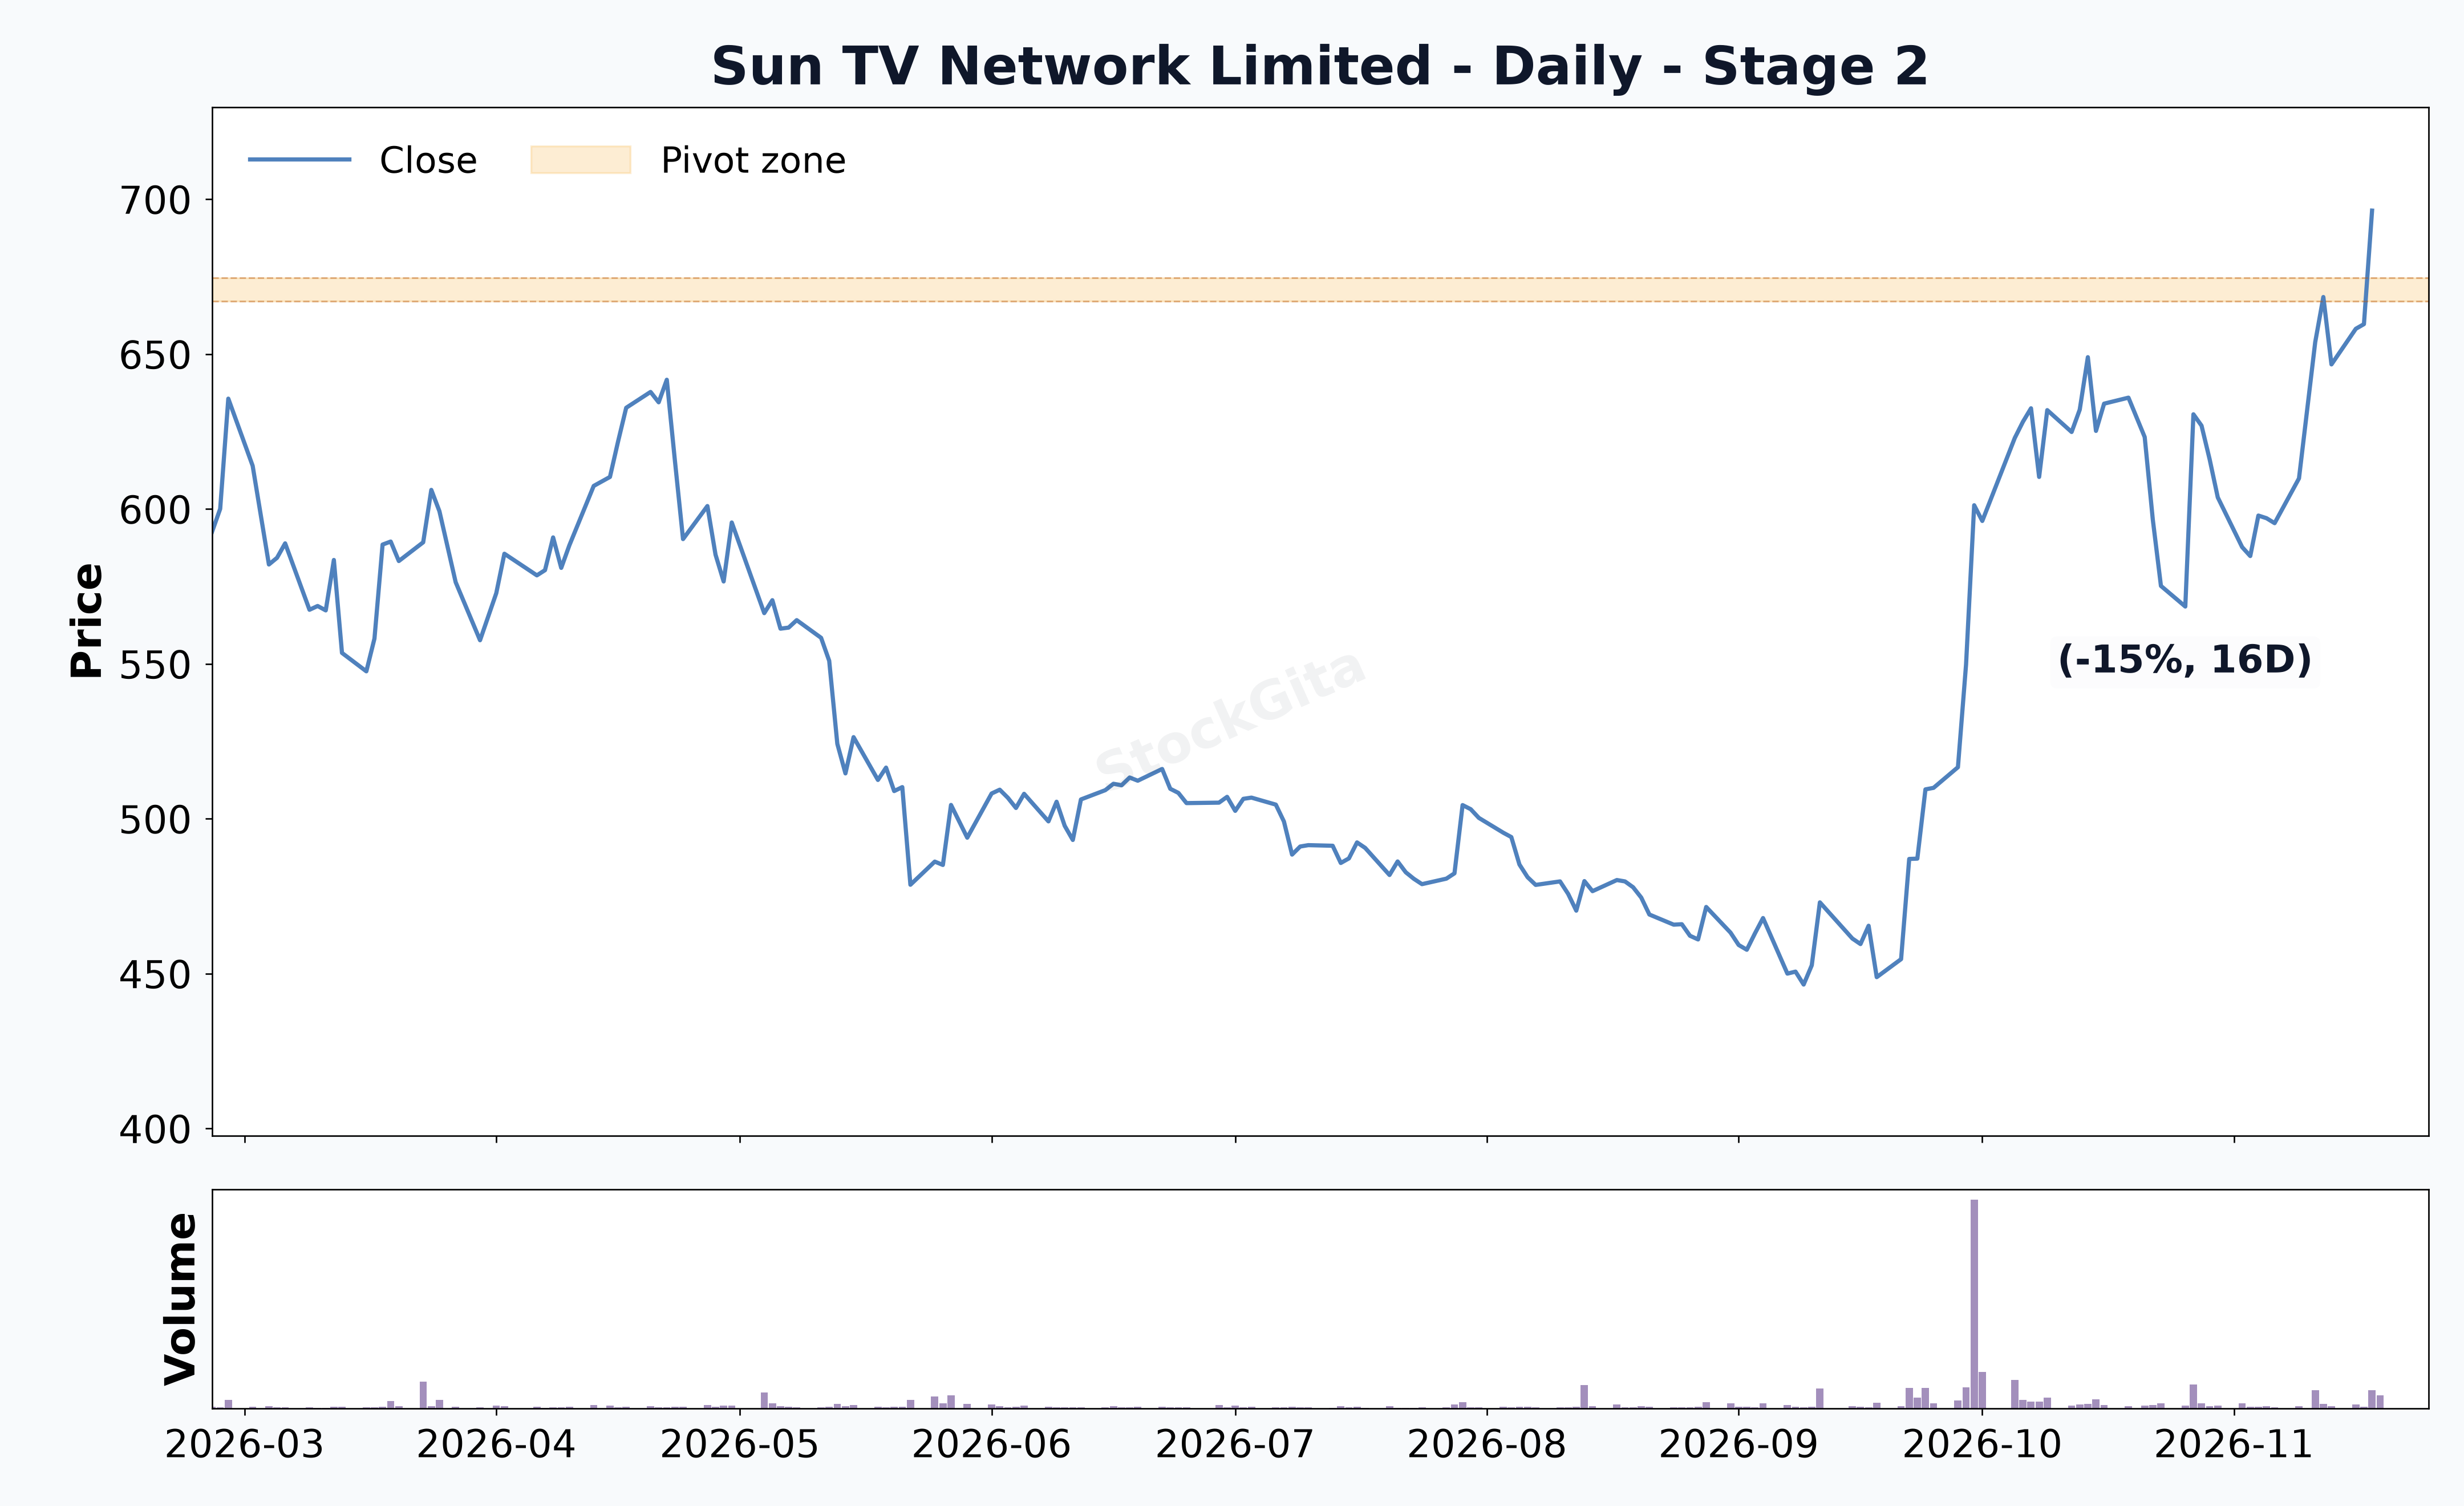 Sun TV Network Limited - Daily - Stage 2
Close
Pivot zone
Price
700
650
600
550
500
450
400
StockGita
(-15%, 16D)
Volume
2026-03
2026-04
2026-05
2026-06
2026-07
2026-08
2026-09
2026-10
2026-11